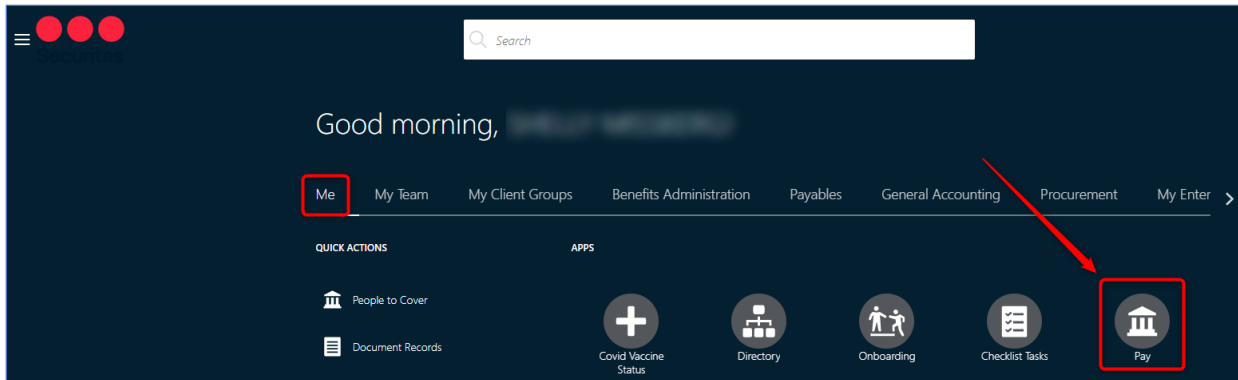 Securitas
Search
Good morning,
Me My Team My Client Groups Benefits Administration Payables General Accounting Procurement My Enter
QUICK ACTIONS APPS
People to Cover
Document Records
Covid Vaccine Status Directory Onboarding Checklist Tasks Pay